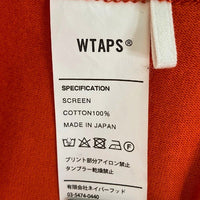 WTAPS®
SPECIFICATION
SCREEN
COTTON100%
MADE IN JAPAN
プリント部分アイロン禁止
タンブラー乾燥禁止
有限会社ネイバーフッド
03-5474-0440
F